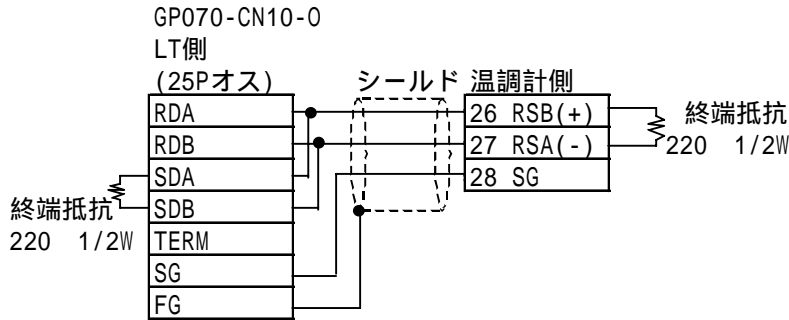 GP070-CN10-O
LT側
(25Pオス)
シールド 温調計側
RDA
RDB
SDA
SDB
TERM
SG
FG
26 RSB(+)
27 RSA(-)
28 SG
終端抵抗
220 1/2W
終端抵抗
220 1/2W